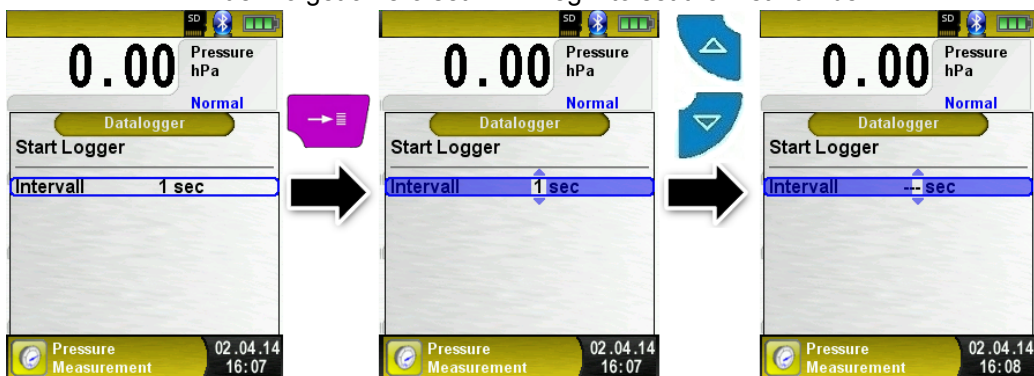 SD
0.00 Pressure
hPa
Normal
Datalogger
Start Logger
Intervall 1 sec
Pressure
Measurement
02.04.14
16:07
SD
0.00 Pressure
hPa
Normal
Datalogger
Start Logger
Intervall 1 sec
Pressure
Measurement
02.04.14
16:07
SD
0.00 Pressure
hPa
Normal
Datalogger
Start Logger
Intervall --- sec
Pressure
Measurement
02.04.14
16:08